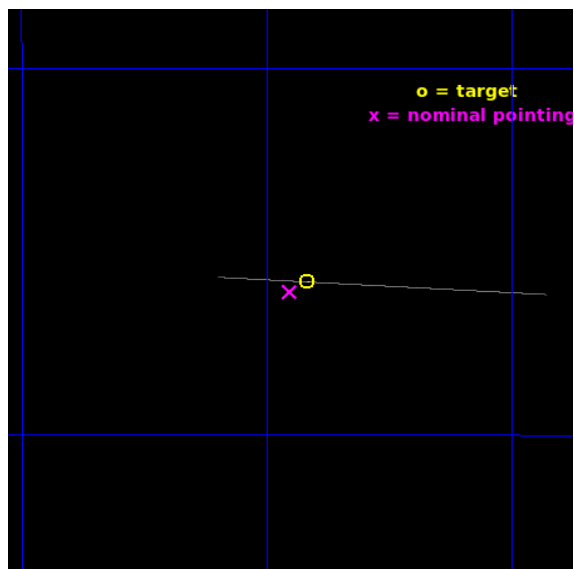 o = target
x = nominal pointing